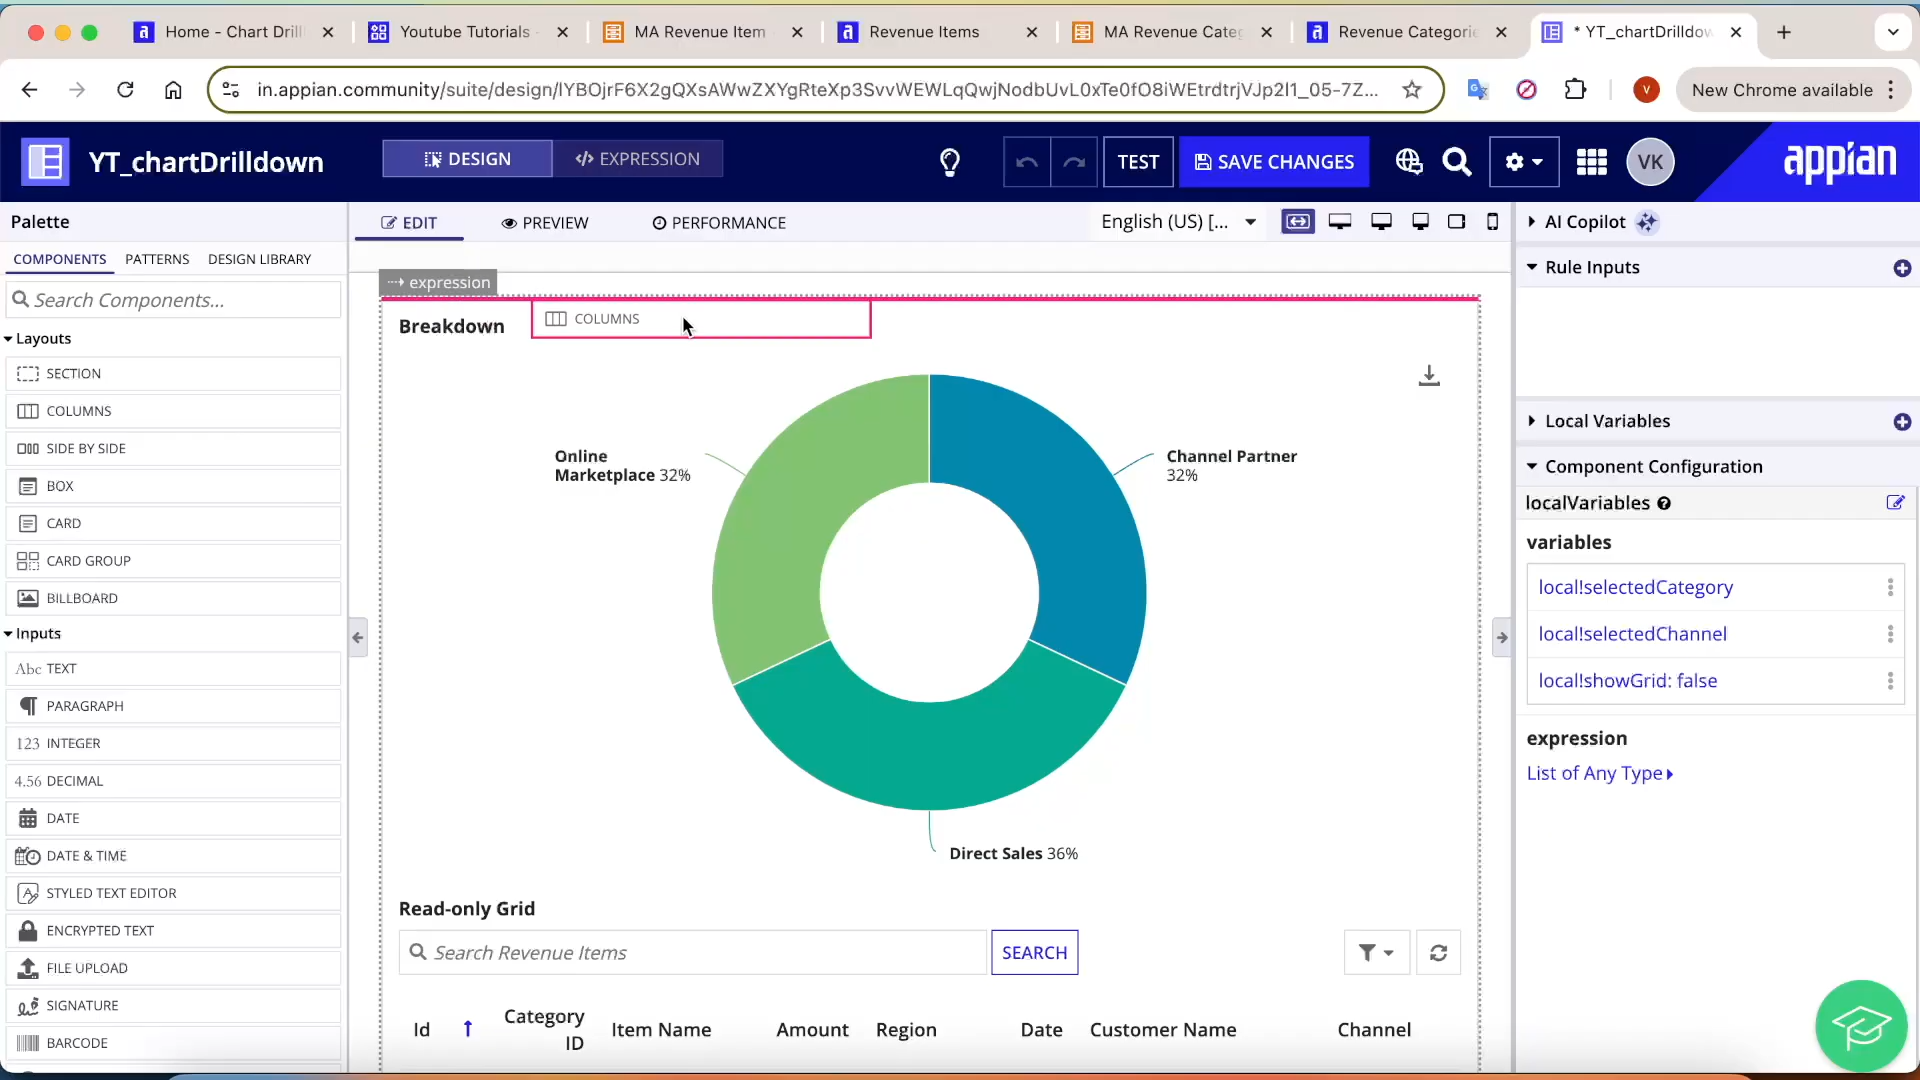 Home - Chart Drill
Youtube Tutorials -
MA Revenue Item
Revenue Items
MA Revenue Categ
Revenue Categorie
* YT_chartDrilldow
in.appian.community/suite/design/lYBOjrF6X2gQXsAWwZXYgRteXp3SvvWEWLqQwjNodbUvL0xTe0fO8iWEtrdtrjVJp2I1_05-7Z...
V
New Chrome available
YT_chartDrilldown
DESIGN
EXPRESSION
TEST
SAVE CHANGES
VK
appian
Palette
COMPONENTS
PATTERNS
DESIGN LIBRARY
Search Components...
Layouts
SECTION
COLUMNS
SIDE BY SIDE
BOX
CARD
CARD GROUP
BILLBOARD
Inputs
Abc TEXT
PARAGRAPH
123 INTEGER
4.56 DECIMAL
DATE
DATE & TIME
STYLED TEXT EDITOR
ENCRYPTED TEXT
FILE UPLOAD
SIGNATURE
BARCODE
EDIT
PREVIEW
PERFORMANCE
English (US) [...
expression
Breakdown
COLUMNS
Online
Marketplace 32%
Channel Partner
32%
Direct Sales 36%
Read-only Grid
Search Revenue Items
SEARCH
Id
Category
ID
Item Name
Amount
Region
Date
Customer Name
Channel
AI Copilot
Rule Inputs
Local Variables
Component Configuration
localVariables
variables
local!selectedCategory
local!selectedChannel
local!showGrid: false
expression
List of Any Type